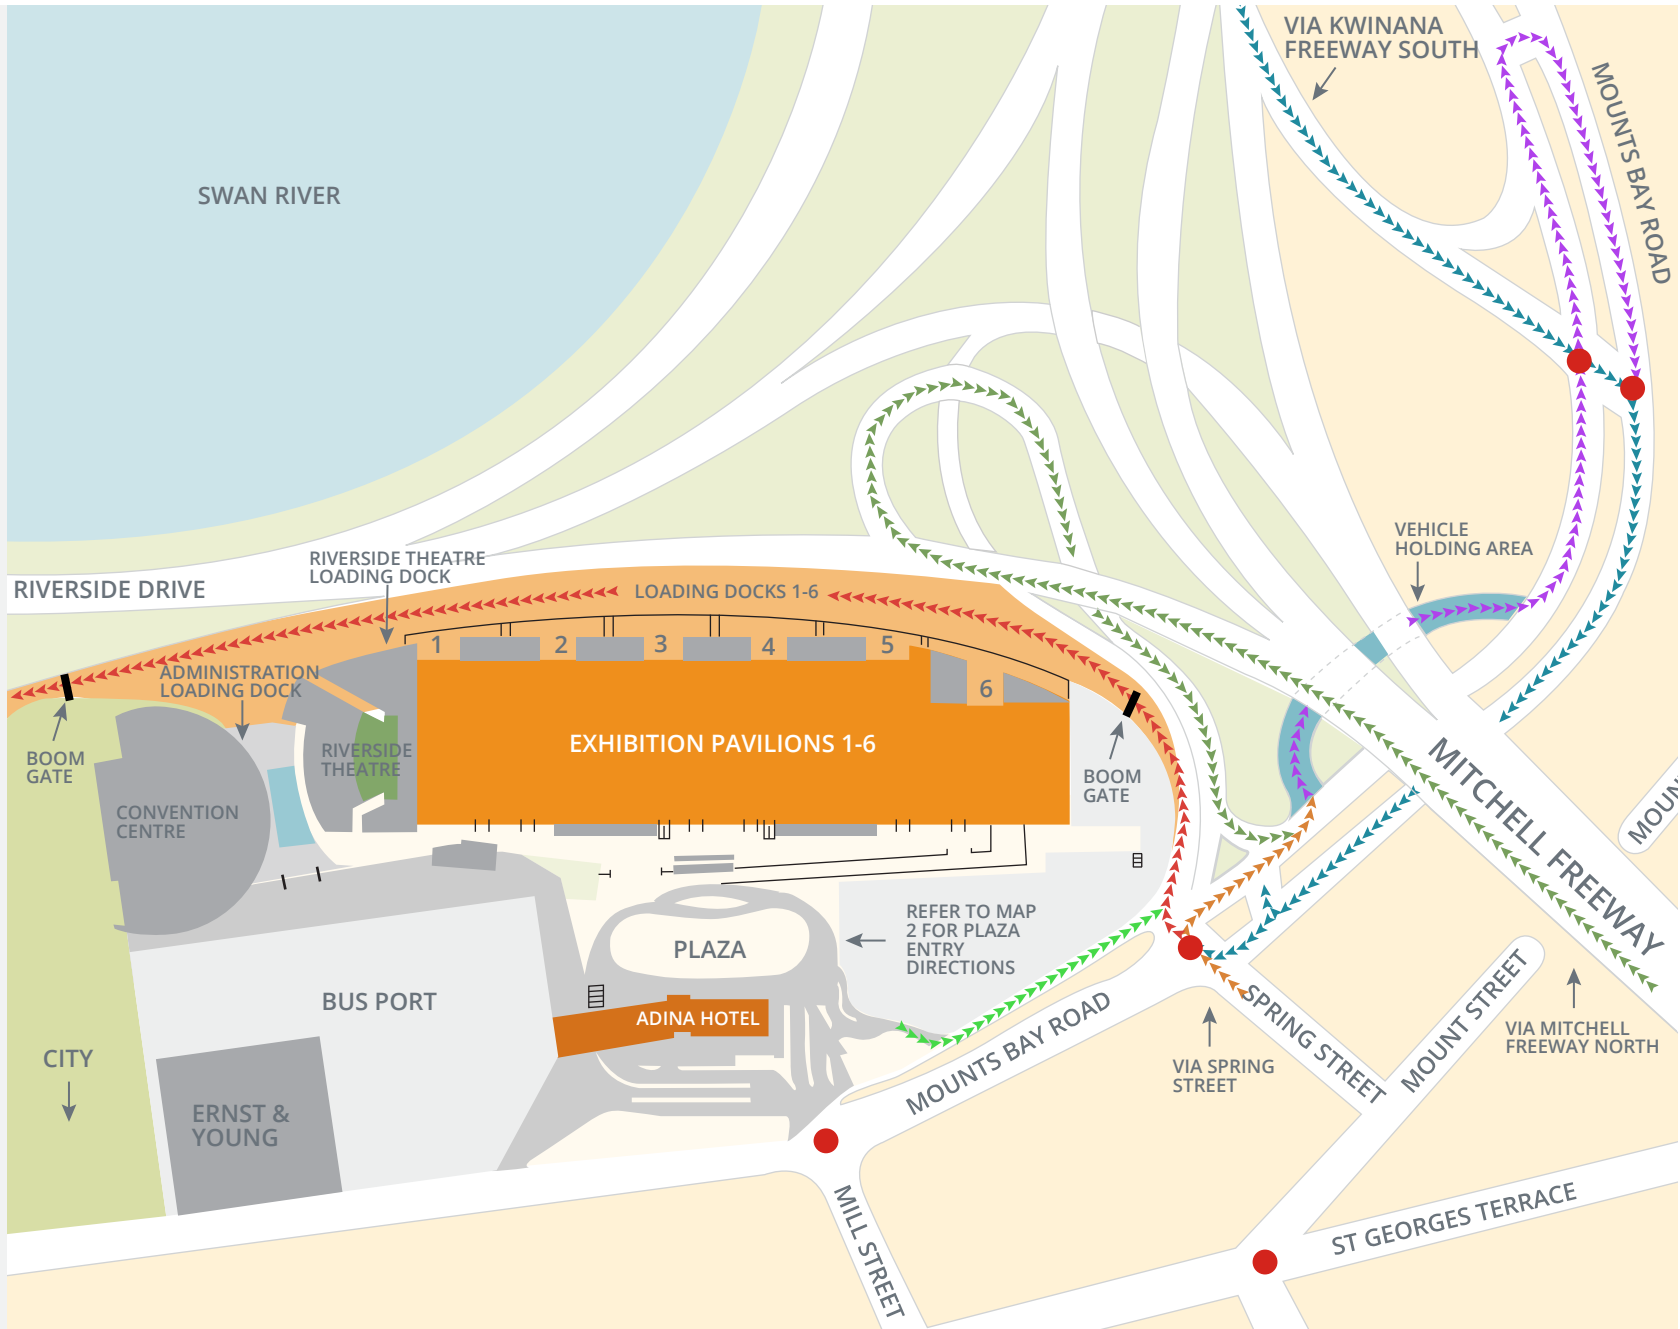 VIA KWINANA
FREEWAY SOUTH
MOUNTS BAY ROAD
SWAN RIVER
VEHICLE
HOLDING AREA
RIVERSIDE THEATRE
LOADING DOCK
RIVERSIDE DRIVE
LOADING DOCKS 1-6
1
2
3
4
5
6
ADMINISTRATION
LOADING DOCK
BOOM
GATE
RIVERSIDE
THEATRE
EXHIBITION PAVILIONS 1-6
BOOM
GATE
CONVENTION
CENTRE
MITCHELL FREEWAY
MOUN
REFER TO MAP
2 FOR PLAZA
ENTRY
DIRECTIONS
PLAZA
BUS PORT
ADINA HOTEL
MOUNTS BAY ROAD
SPRING STREET
MOUNT STREET
VIA MITCHELL
FREEWAY NORTH
VIA SPRING
STREET
CITY
ERNST &
YOUNG
MILL STREET
ST GEORGES TERRACE